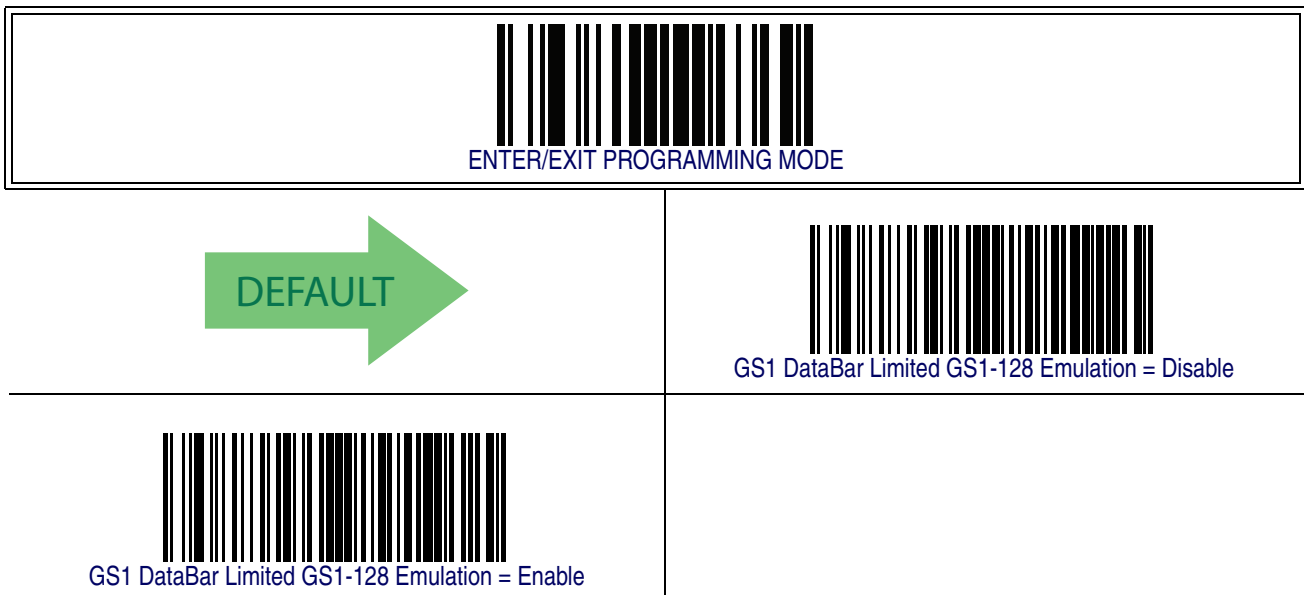 ENTER/EXIT PROGRAMMING MODE
DEFAULT
GS1 DataBar Limited GS1-128 Emulation = Disable
GS1 DataBar Limited GS1-128 Emulation = Enable